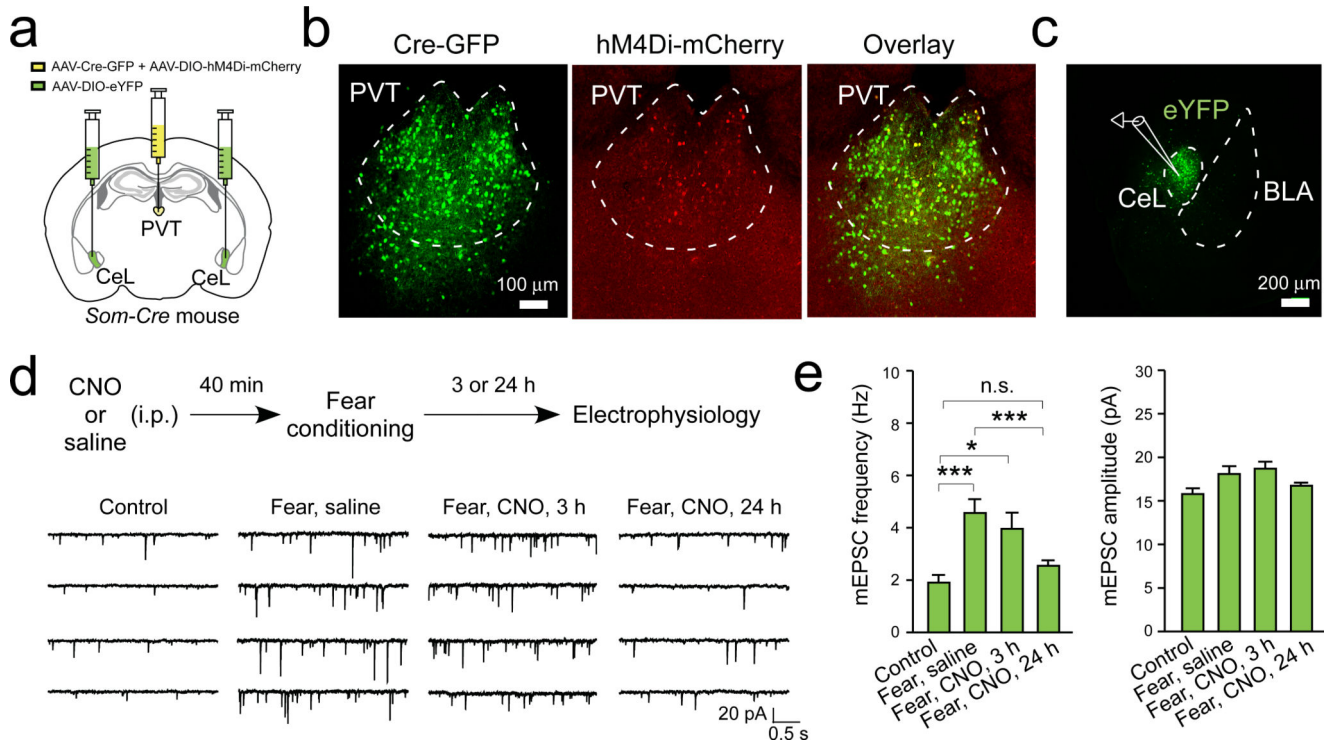 a
AAV-Cre-GFP + AAV-DIO-hM4Di-mCherry
AAV-DIO-eYFP
PVT
CeL
CeL
Som-Cre mouse
b
Cre-GFP
hM4Di-mCherry
Overlay
PVT
PVT
PVT
100 μm
c
eYFP
CeL
BLA
200 μm
d
CNO
or
saline
(i.p.)
40 min
Fear
conditioning
3 or 24 h
Electrophysiology
Control
Fear, saline
Fear, CNO, 3 h
Fear, CNO, 24 h
20 pA
0.5 s
e
mEPSC frequency (Hz)
10
8
6
4
2
0
n.s.
***
*
***
Control
Fear, saline
Fear, CNO, 3 h
Fear, CNO, 24 h
mEPSC amplitude (pA)
30
25
20
15
10
5
0
Control
Fear, saline
Fear, CNO, 3 h
Fear, CNO, 24 h